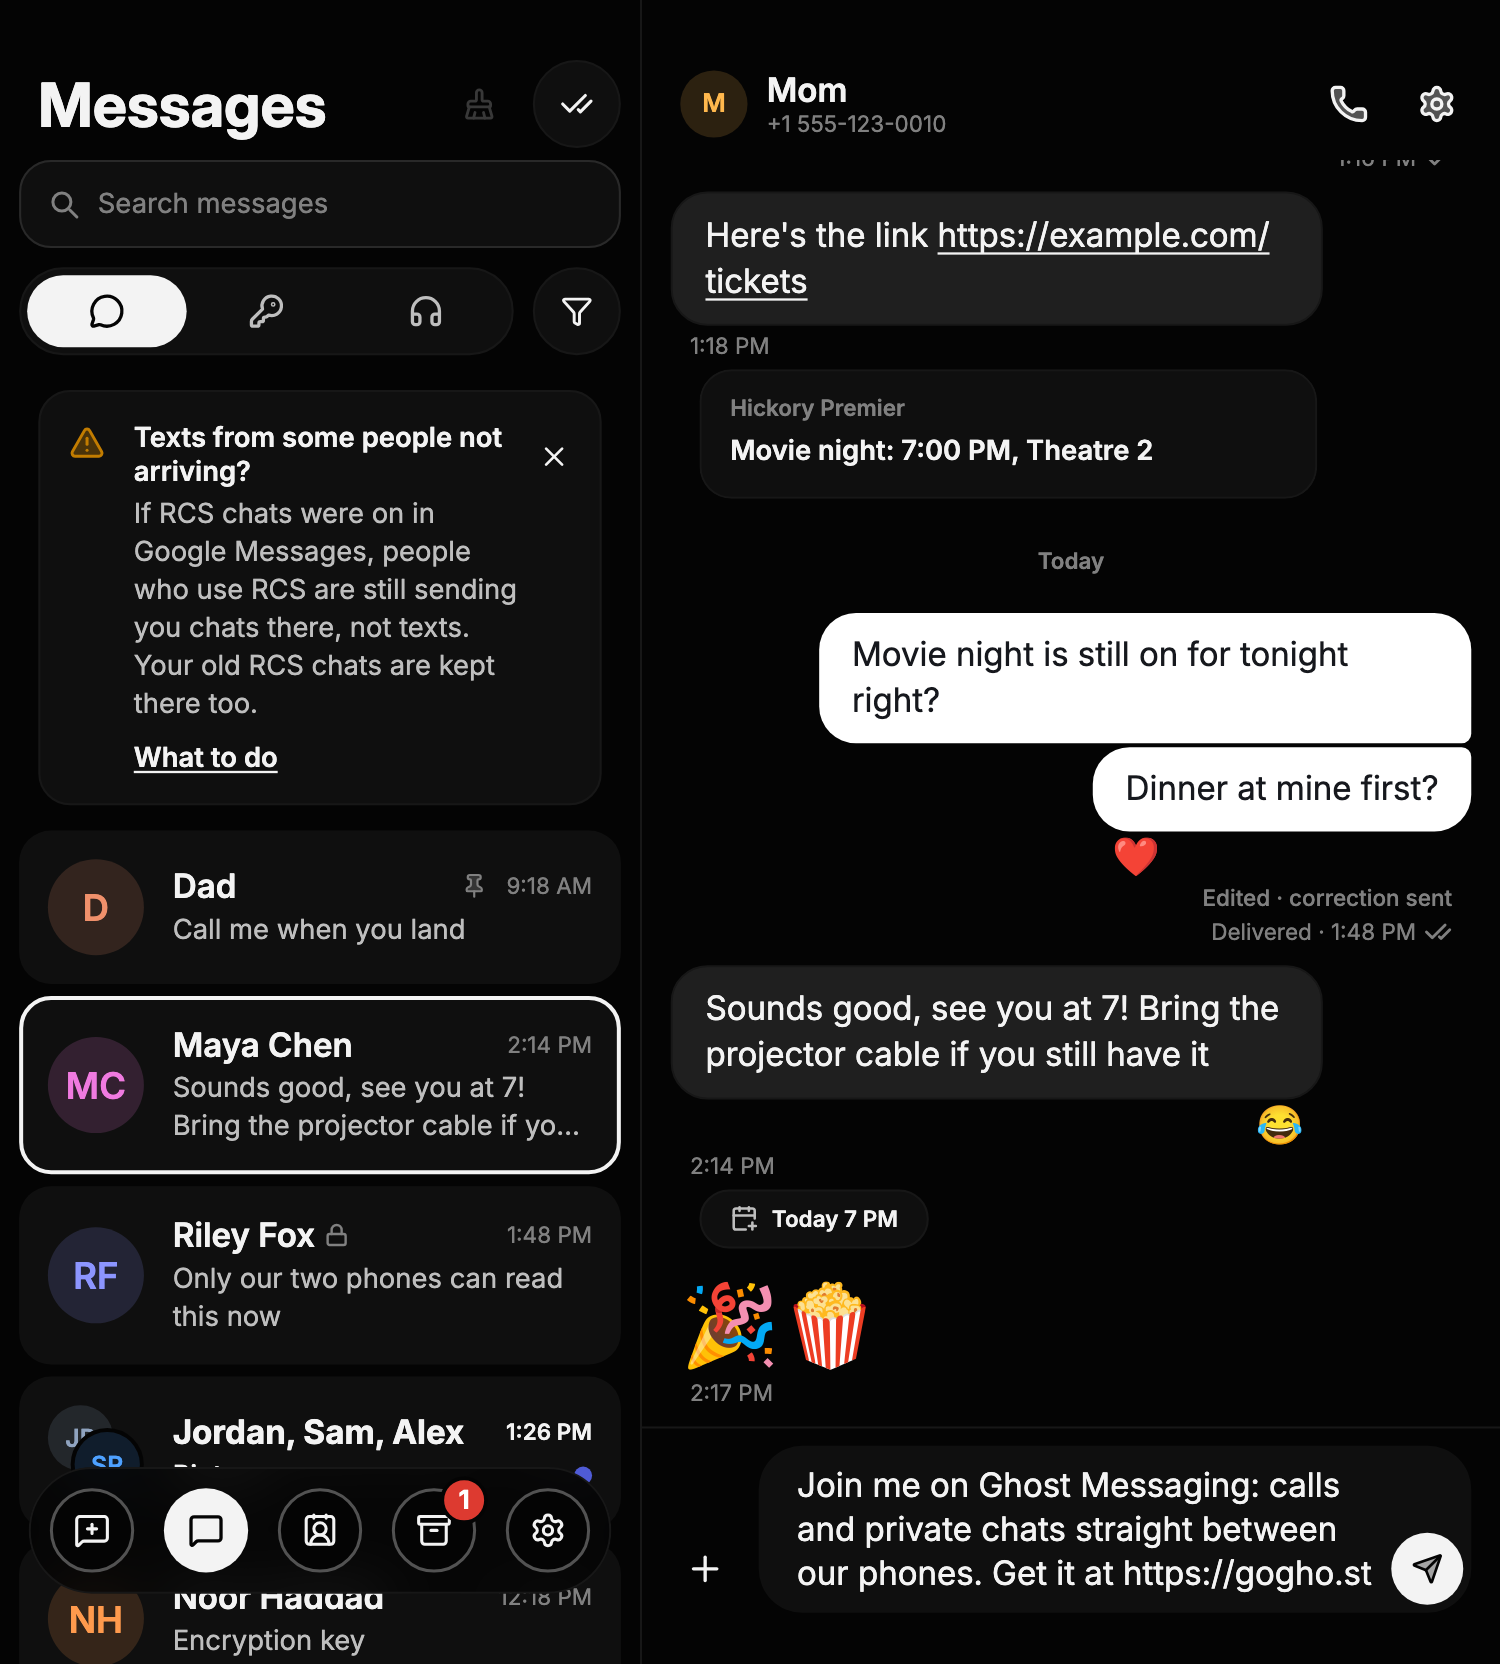 Messages
Search messages
Texts from some people not
arriving?
If RCS chats were on in
Google Messages, people
who use RCS are still sending
you chats there, not texts.
Your old RCS chats are kept
there too.
What to do
D
Dad
9:18 AM
Call me when you land
MC
Maya Chen
2:14 PM
Sounds good, see you at 7!
Bring the projector cable if yo...
RF
Riley Fox
1:48 PM
Only our two phones can read
this now
Jordan, Sam, Alex
1:26 PM
1
NH
Noor Haddad
12:18 PM
Encryption key
M
Mom
+1 555-123-0010
Here's the link https://example.com/
tickets
1:18 PM
Hickory Premier
Movie night: 7:00 PM, Theatre 2
Today
Movie night is still on for tonight
right?
Dinner at mine first?
Edited · correction sent
Delivered · 1:48 PM
Sounds good, see you at 7! Bring the
projector cable if you still have it
2:14 PM
Today 7 PM
2:17 PM
Join me on Ghost Messaging: calls
and private chats straight between
our phones. Get it at https://gogho.st